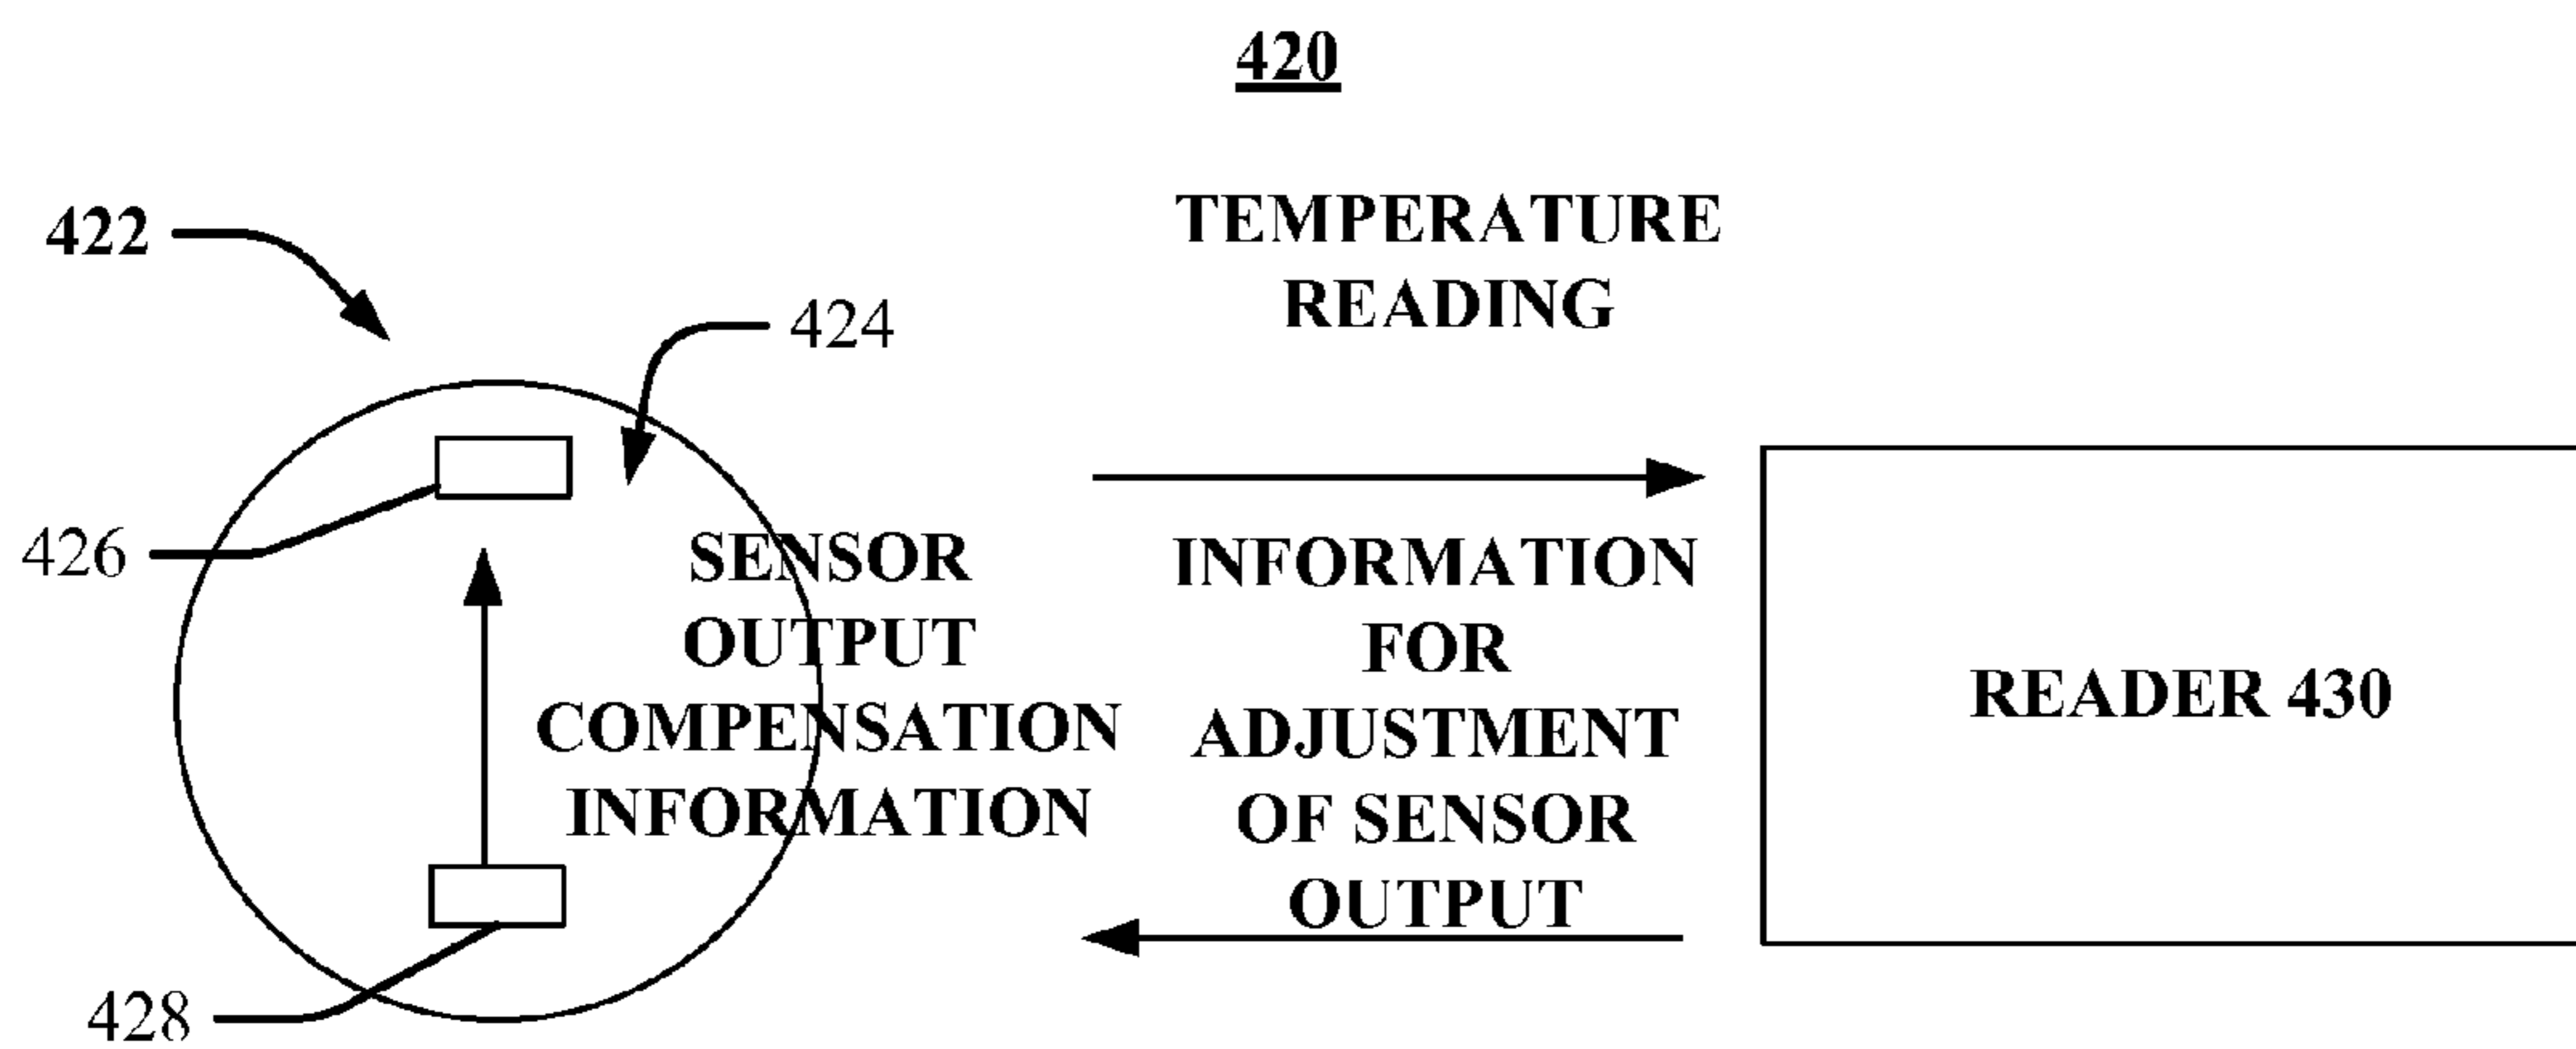 420
422
TEMPERATURE
READING
424
426
SENSOR
OUTPUT
COMPENSATION
INFORMATION
INFORMATION
FOR
ADJUSTMENT
OF SENSOR
OUTPUT
READER 430
428